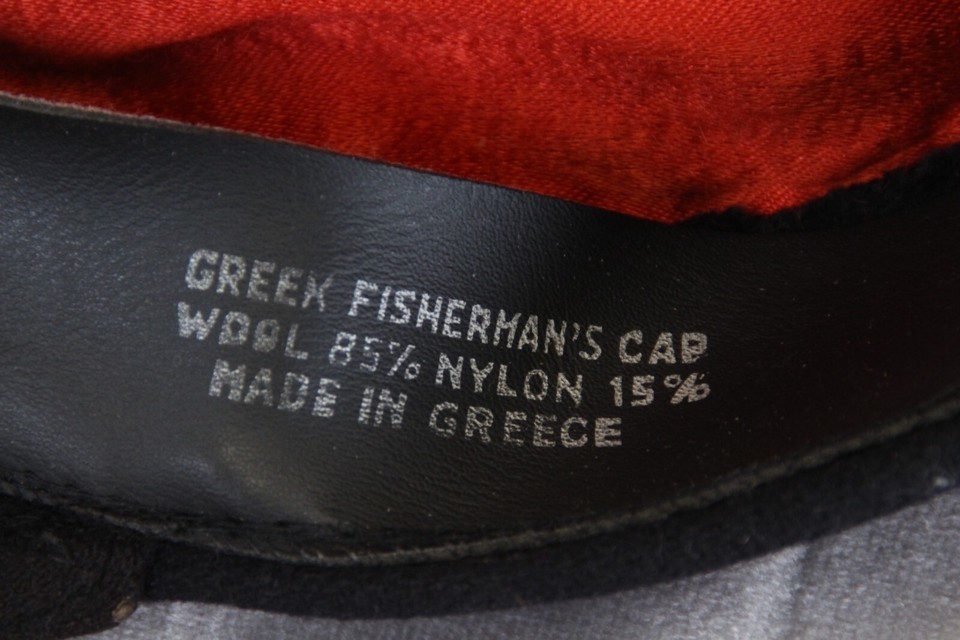 GREEK FISHERMAN'S CAP
WOOL 85% NYLON 15%
MADE IN GREECE